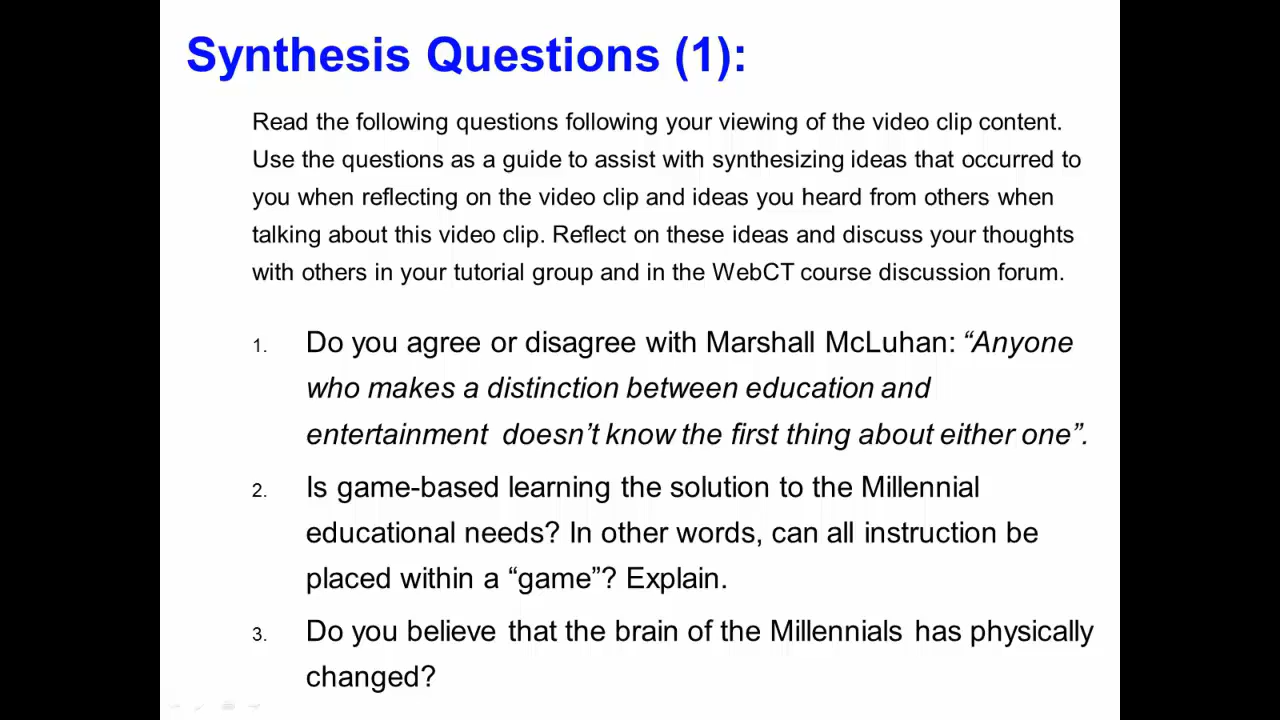 Synthesis Questions (1):
Read the following questions following your viewing of the video clip content.
Use the questions as a guide to assist with synthesizing ideas that occurred to
you when reflecting on the video clip and ideas you heard from others when
talking about this video clip. Reflect on these ideas and discuss your thoughts
with others in your tutorial group and in the WebCT course discussion forum.
1. Do you agree or disagree with Marshall McLuhan: “Anyone
who makes a distinction between education and
entertainment doesn’t know the first thing about either one”.
2. Is game-based learning the solution to the Millennial
educational needs? In other words, can all instruction be
placed within a “game”? Explain.
3. Do you believe that the brain of the Millennials has physically
changed?